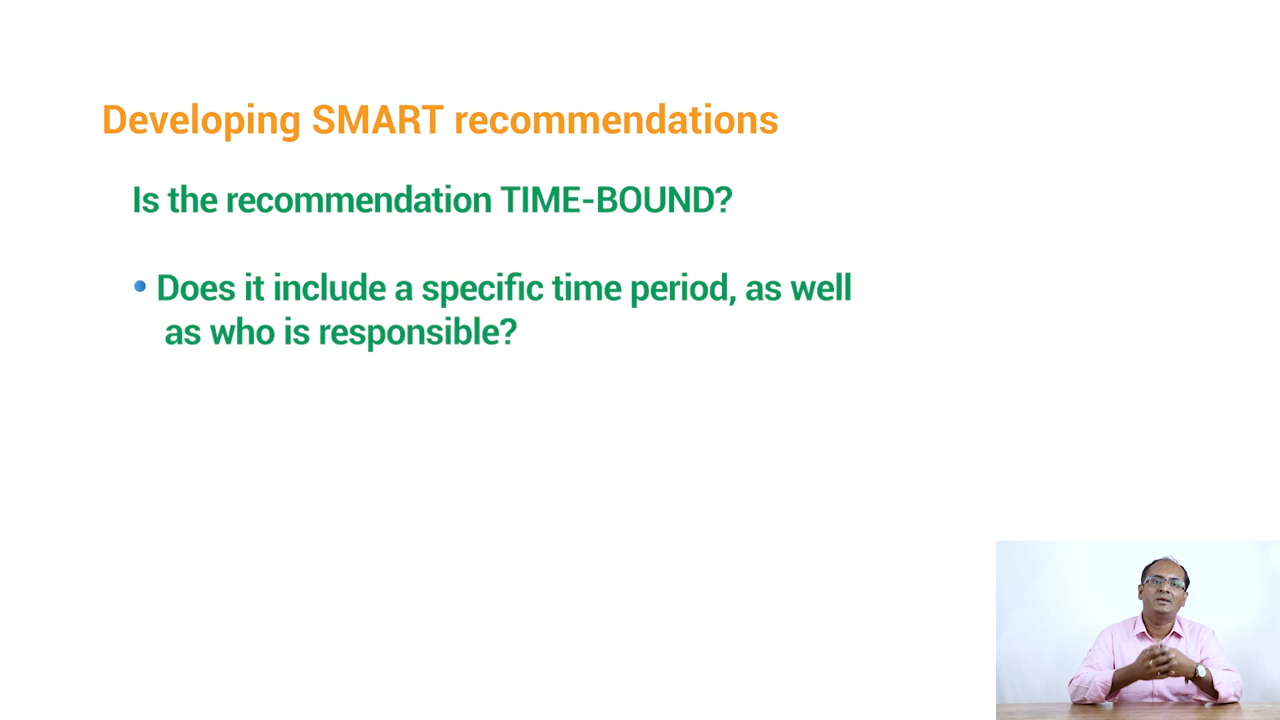 Developing SMART recommendations
Is the recommendation TIME-BOUND?
• Does it include a specific time period, as well
as who is responsible?